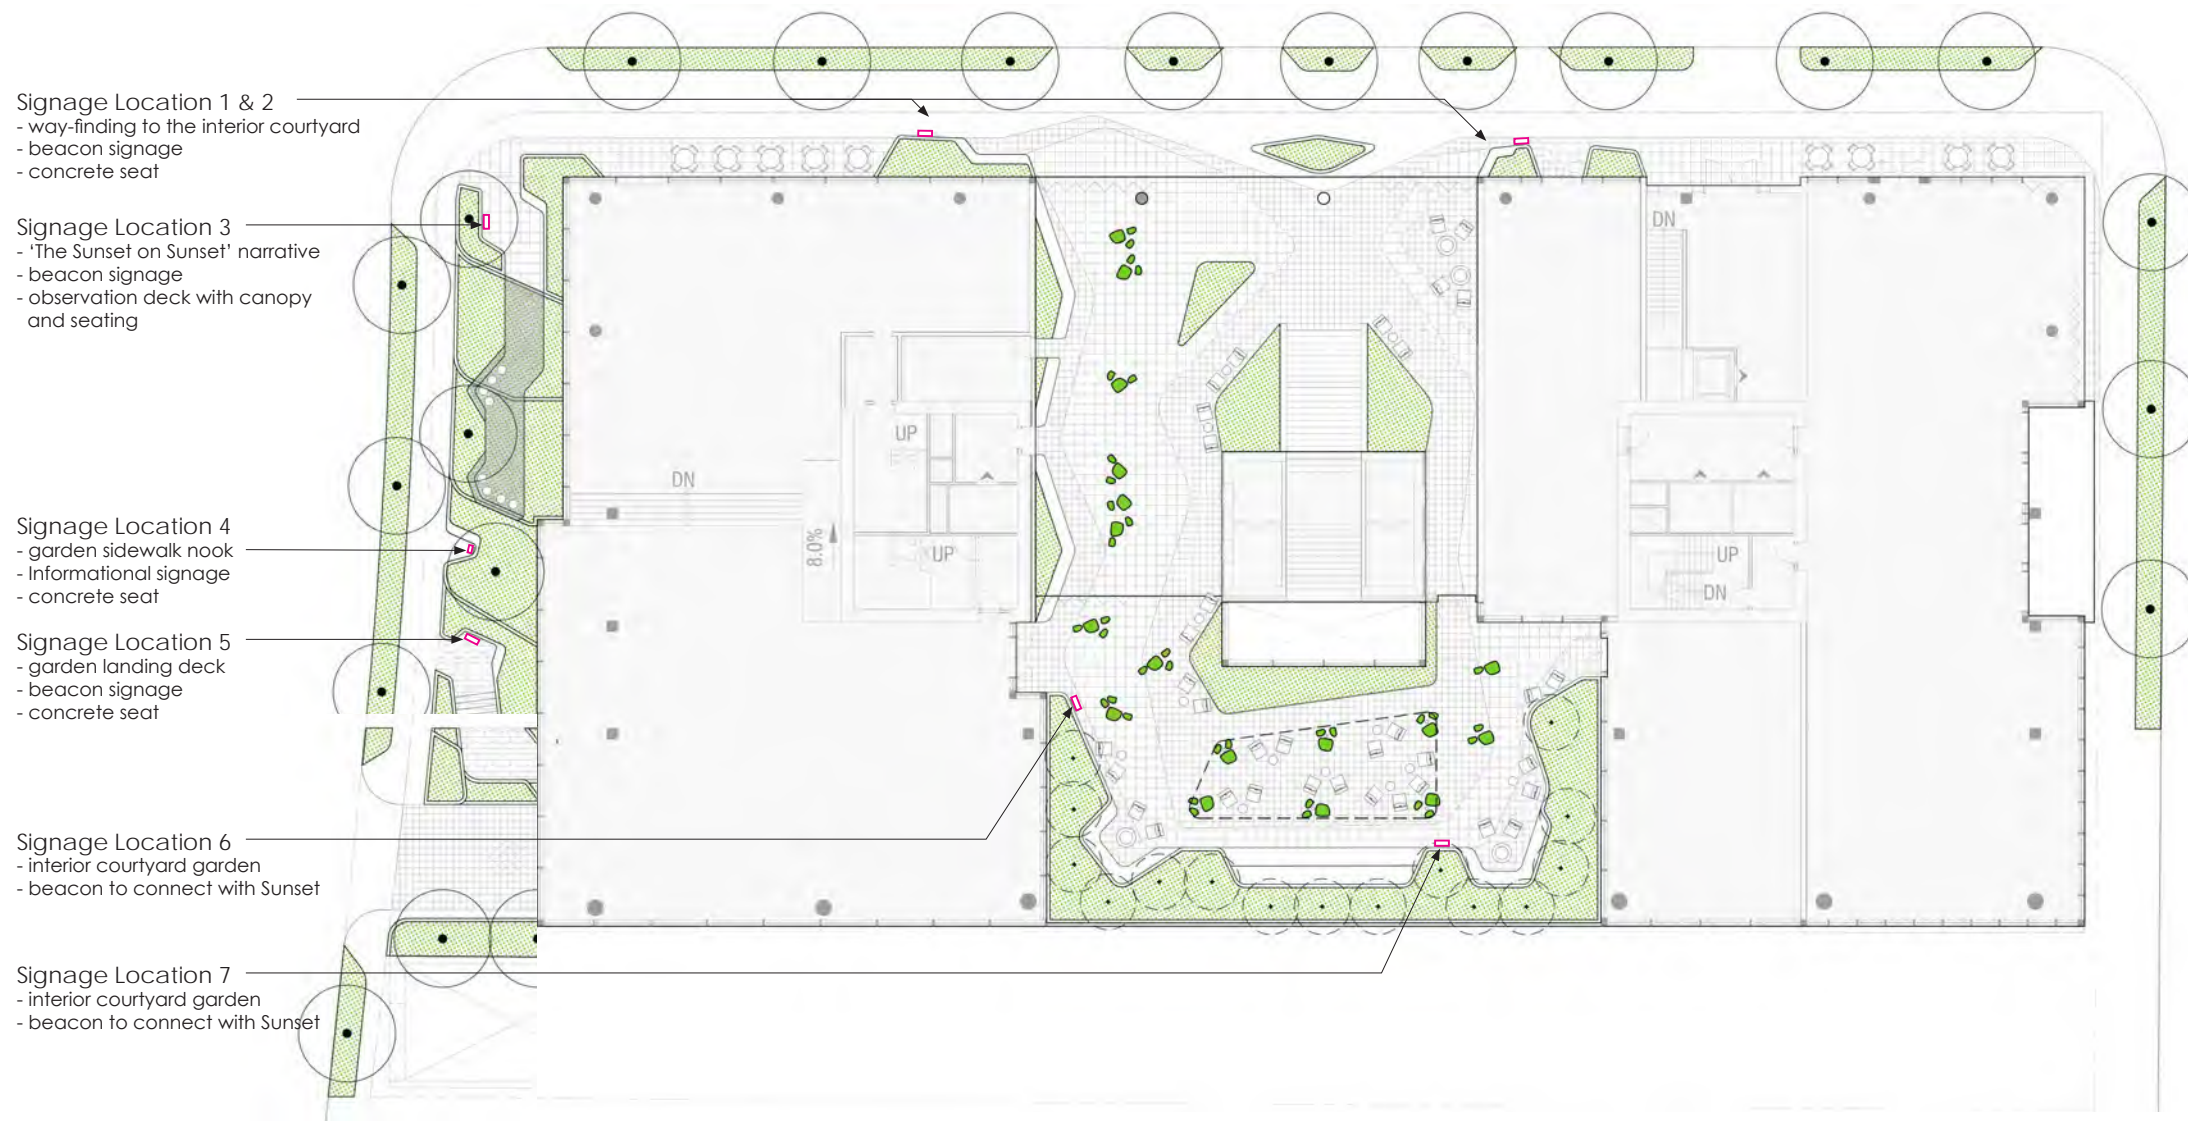 Signage Location 1 & 2
- way-finding to the interior courtyard
- beacon signage
- concrete seat
Signage Location 3
- ‘The Sunset on Sunset’ narrative
- beacon signage
- observation deck with canopy
and seating
Signage Location 4
- garden sidewalk nook
- Informational signage
- concrete seat
Signage Location 5
- garden landing deck
- beacon signage
- concrete seat
Signage Location 6
- interior courtyard garden
- beacon to connect with Sunset
Signage Location 7
- interior courtyard garden
- beacon to connect with Sunset
DN
UP
DN
8.0%
UP
UP
DN